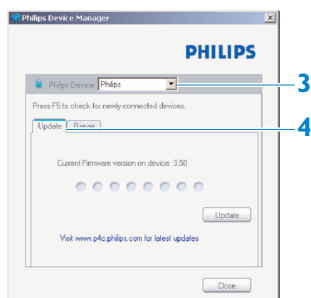 Philips Device Manager
PHILIPS
Philips Device Philips
3
Press F5 to check for newly-connected devices.
Update Repair
4
Current Firmware version on device: 3.50
Update
Visit www.p4c.philips.com for latest updates
Close